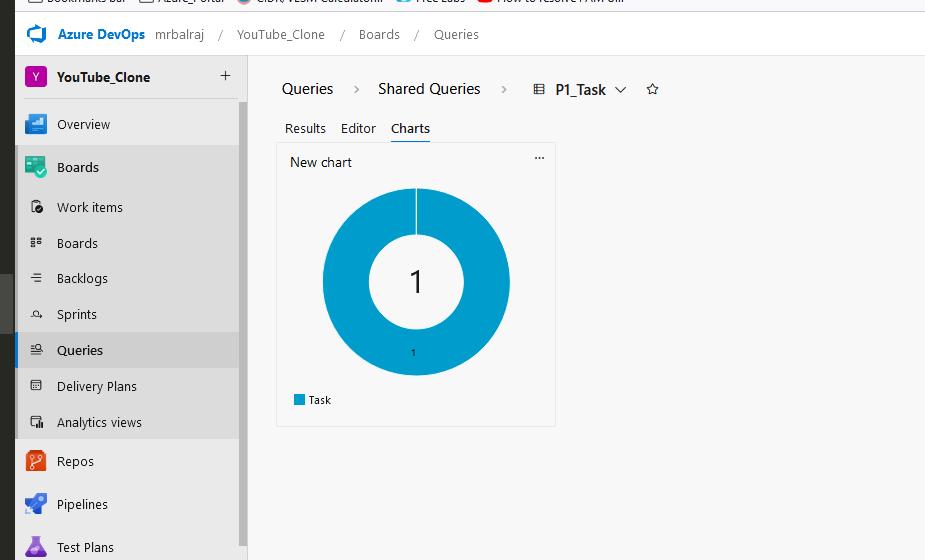 Azure DevOps mrbalraj / YouTube_Clone / Boards / Queries
Y YouTube_Clone +
Overview
Boards
Work items
Boards
Backlogs
Sprints
Queries
Delivery Plans
Analytics views
Repos
Pipelines
Test Plans
Queries > Shared Queries > P1_Task
Results Editor Charts
New chart ...
1
1
Task